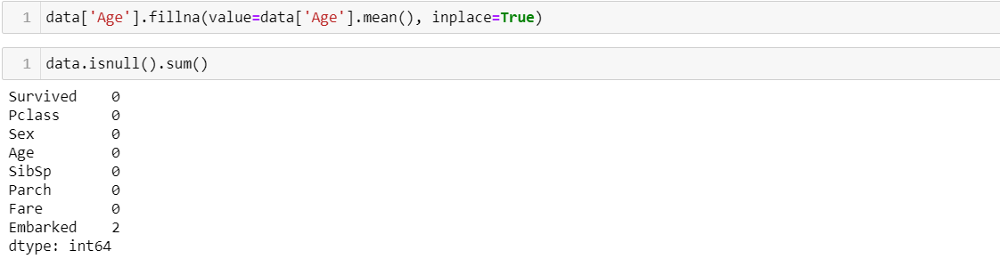 1 data['Age'].fillna(value=data['Age'].mean(), inplace=True)
1 data.isnull().sum()
Survived    0
Pclass      0
Sex         0
Age         0
SibSp       0
Parch       0
Fare        0
Embarked    2
dtype: int64